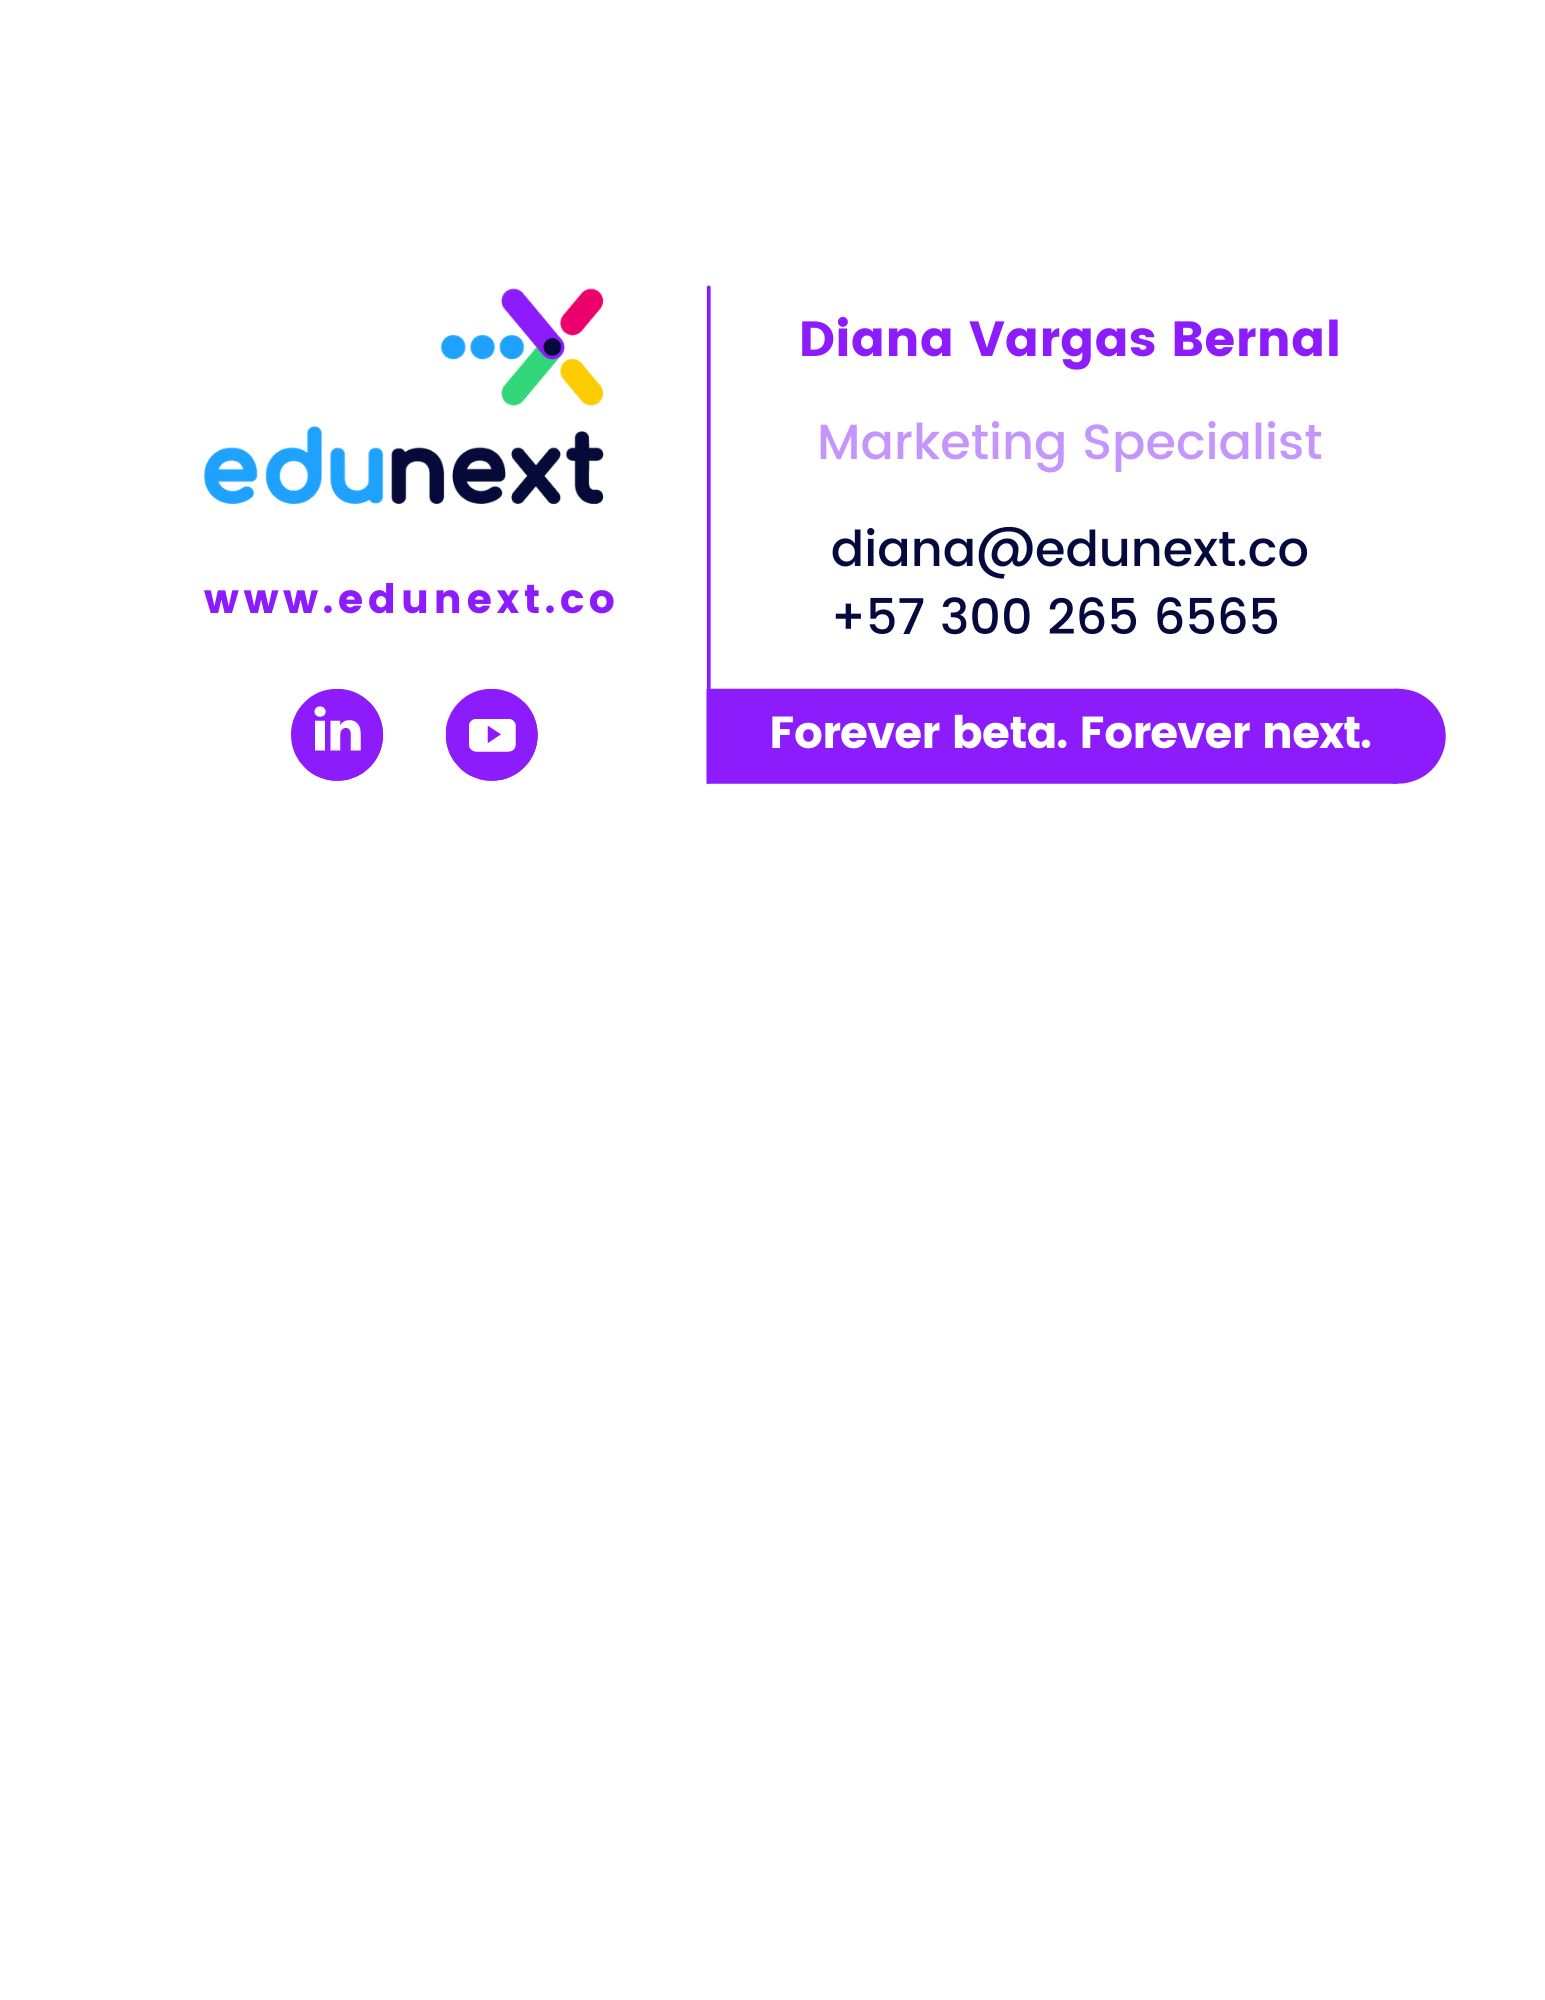 edunext
www.edunext.co
in
Diana Vargas Bernal
Marketing Specialist
diana@edunext.co
+57 300 265 6565
Forever beta. Forever next.